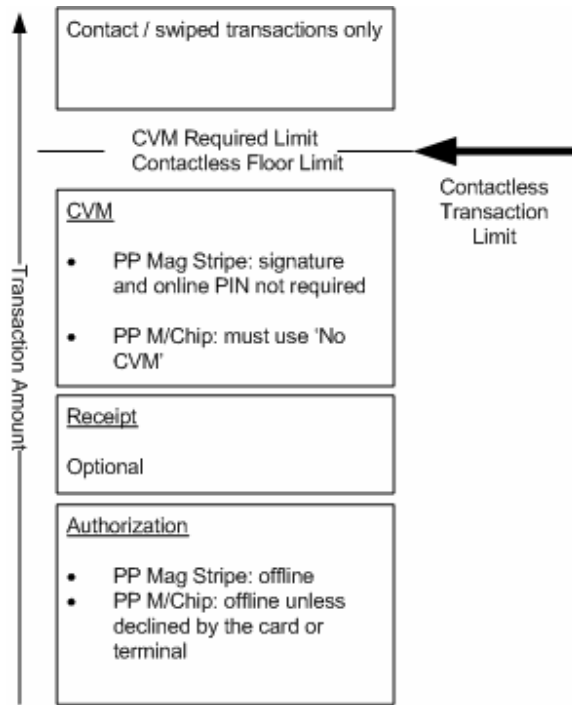 Contact / swiped transactions only
CVM Required Limit
Contactless Floor Limit
Contactless
Transaction
Limit
CVM
• PP Mag Stripe: signature
and online PIN not required
• PP M/Chip: must use 'No
CVM'
Transaction Amount
Receipt
Optional
Authorization
• PP Mag Stripe: offline
• PP M/Chip: offline unless
declined by the card or
terminal